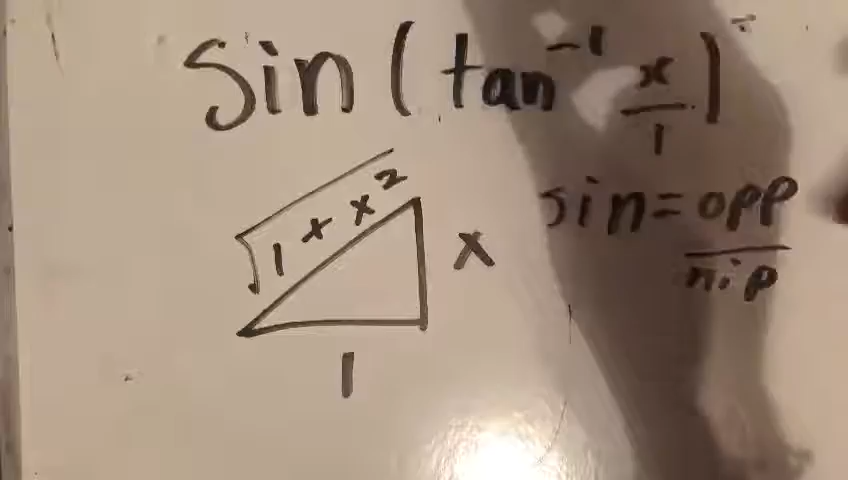 sin(tan⁻¹ x/1)
√1+x²
x
sin=opp/hip
1